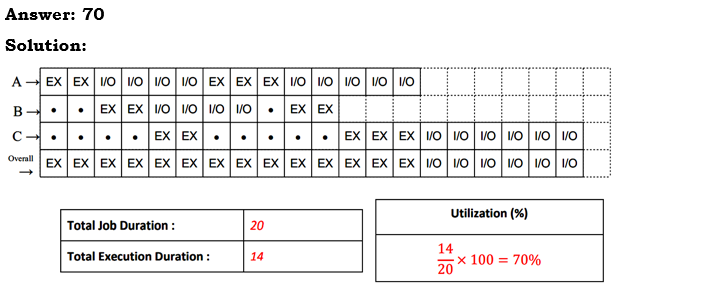 Answer: 70
Solution:
A → EX EX I/O I/O I/O I/O EX EX EX I/O I/O I/O I/O I/O
B → • • EX EX I/O I/O I/O I/O • EX EX
C → • • • • EX EX • • • • • EX EX EX I/O I/O I/O I/O I/O I/O
Overall → EX EX EX EX EX EX EX EX EX EX EX EX EX EX I/O I/O I/O I/O I/O I/O
Total Job Duration : 20
Total Execution Duration : 14
Utilization (%)
14/20 × 100 = 70%